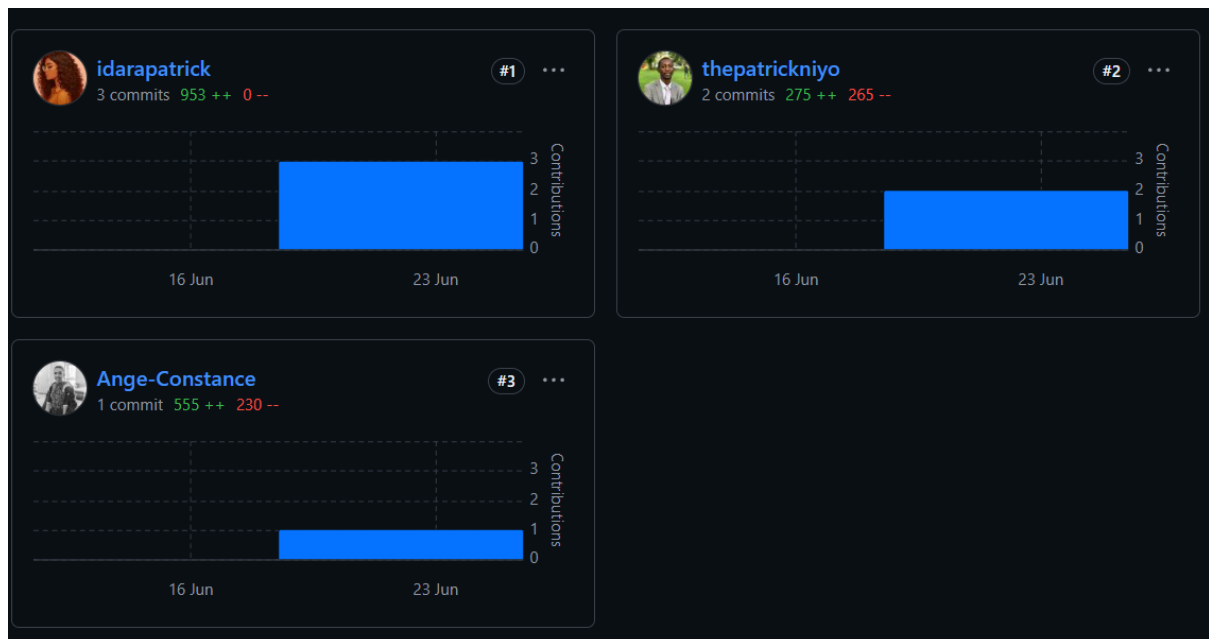 idarapatrick #1 ...
3 commits 953 ++ 0 --
3
2
1
0
Contributions
16 Jun 23 Jun
thepatrickniyo #2 ...
2 commits 275 ++ 265 --
3
2
1
0
Contributions
16 Jun 23 Jun
Ange-Constance #3 ...
1 commit 555 ++ 230 --
3
2
1
0
Contributions
16 Jun 23 Jun